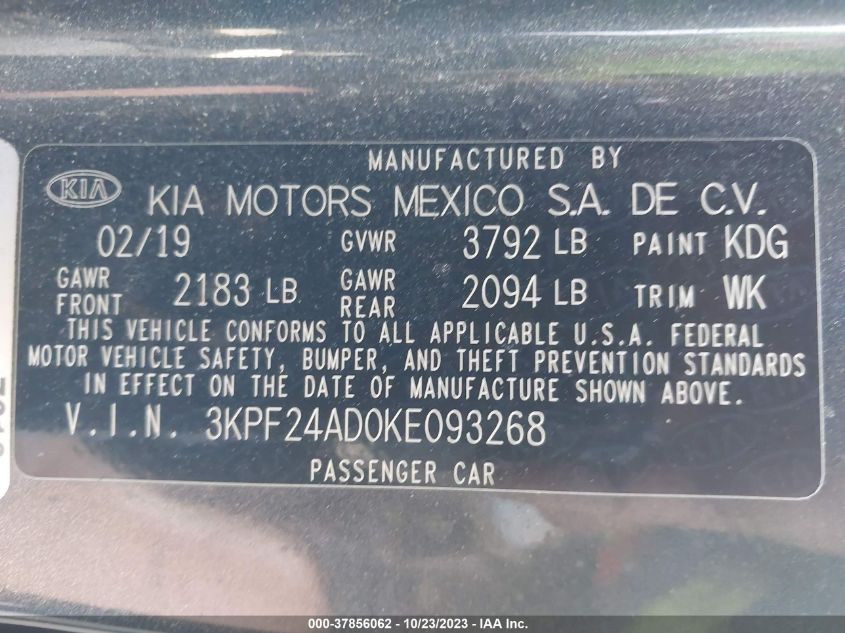 MANUFACTURED BY
KIA KIA MOTORS MEXICO S.A. DE C.V.
02/19 GVWR 3792 LB PAINT KDG
GAWR FRONT 2183 LB GAWR REAR 2094 LB TRIM WK
THIS VEHICLE CONFORMS TO ALL APPLICABLE U.S.A. FEDERAL
MOTOR VEHICLE SAFETY, BUMPER, AND THEFT PREVENTION STANDARDS
IN EFFECT ON THE DATE OF MANUFACTURE SHOWN ABOVE.
V.I.N. 3KPF24AD0KE093268
PASSENGER CAR
000-37856062 - 10/23/2023 - IAA Inc.